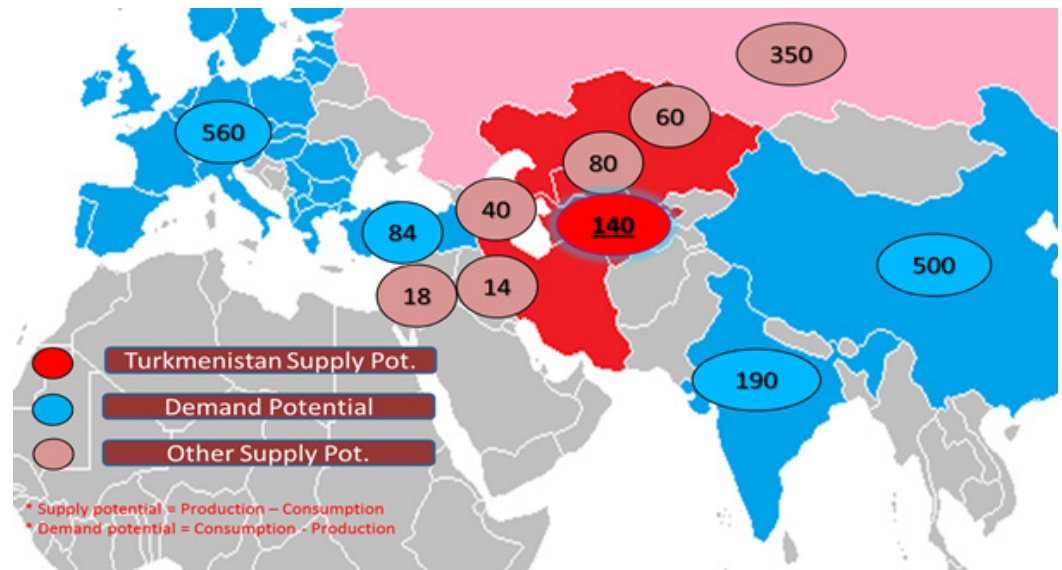 350
60
560
80
40
140
84
500
18
14
190
Turkmenistan Supply Pot.
Demand Potential
Other Supply Pot.
* Supply potential = Production – Consumption
* Demand potential = Consumption - Production